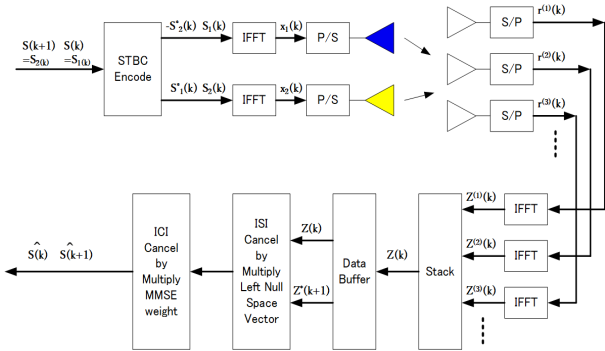 S(k+1) S(k)
=S₂(k) =S₁(k)
STBC
Encode
-S*₂(k) S₁(k)
IFFT
x₁(k)
P/S
S*₁(k) S₂(k)
IFFT
x₂(k)
P/S
S/P
r⁽¹⁾(k)
S/P
r⁽²⁾(k)
S/P
r⁽³⁾(k)
Ŝ(k) Ŝ(k+1)
ICI
Cancel
by
Multiply
MMSE
weight
ISI
Cancel
by
Multiply
Left Null
Space
Vector
Z(k)
Z*(k+1)
Data
Buffer
Z(k)
Stack
Z⁽¹⁾(k)
IFFT
Z⁽²⁾(k)
IFFT
Z⁽³⁾(k)
IFFT